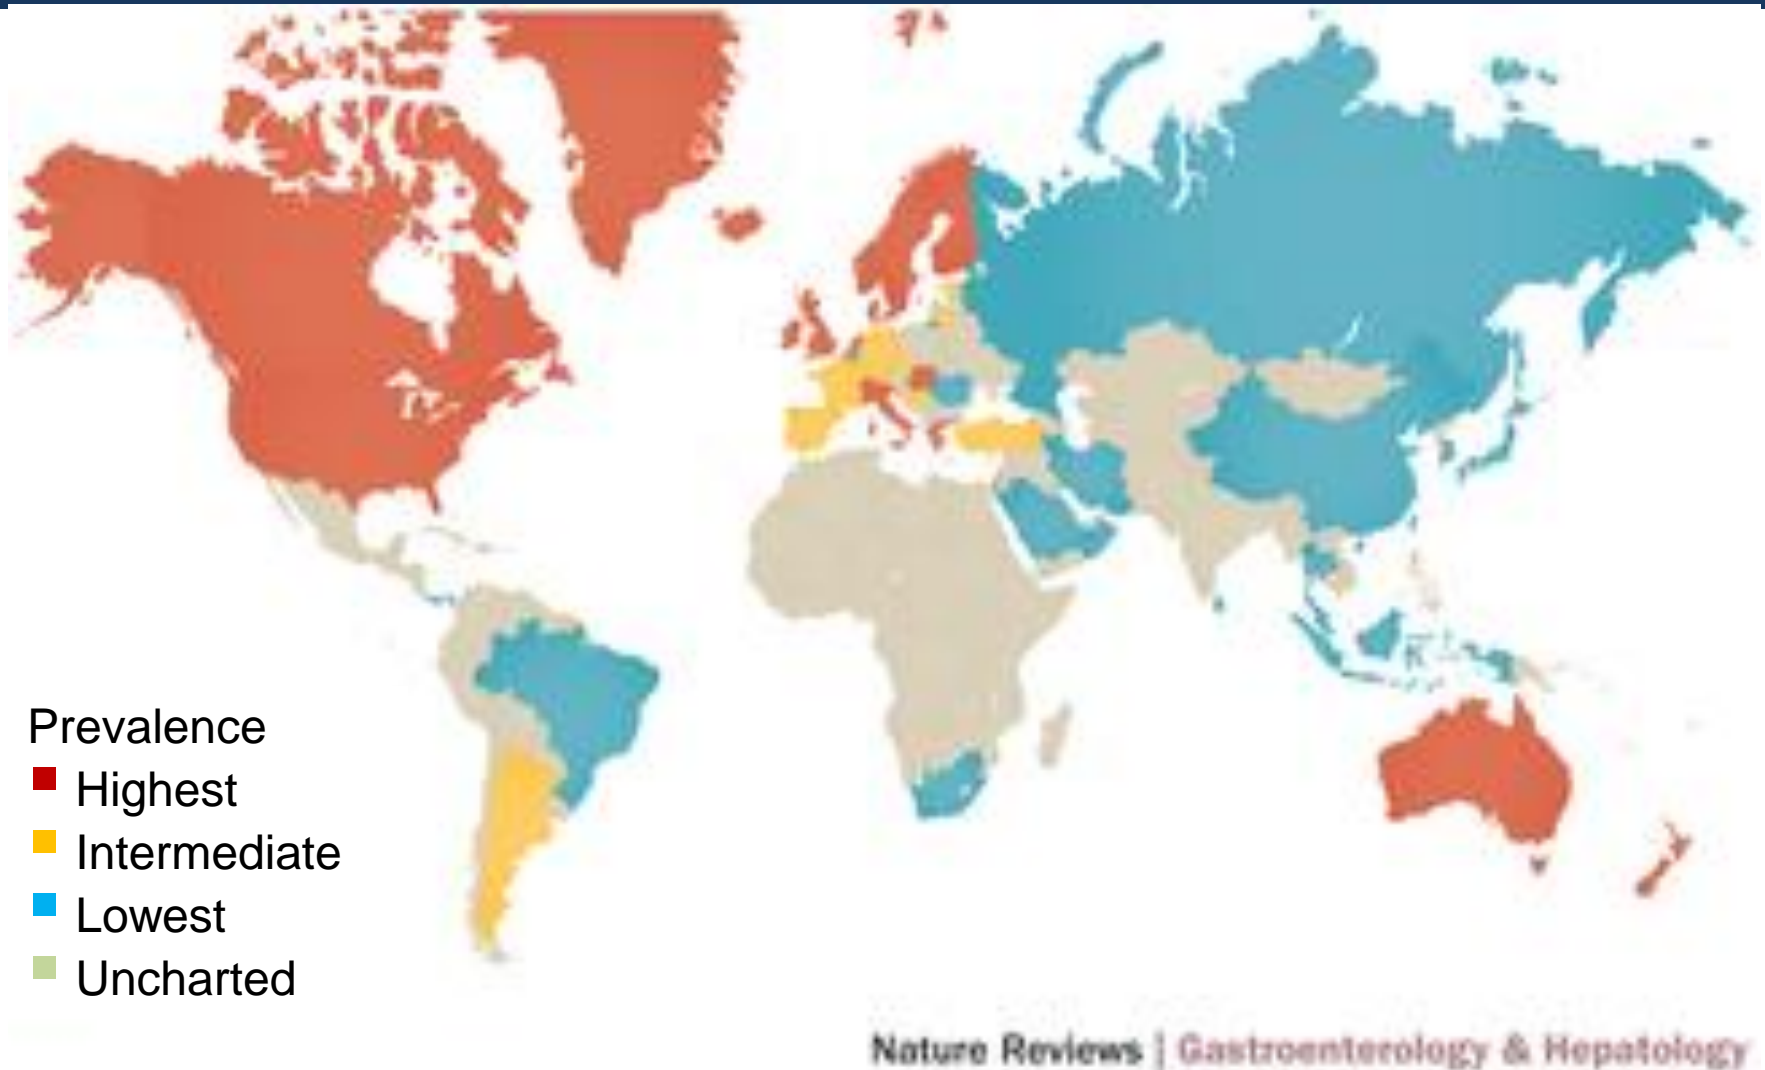 Prevalence
Highest
Intermediate
Lowest
Uncharted
Nature Reviews | Gastroenterology & Hepatology